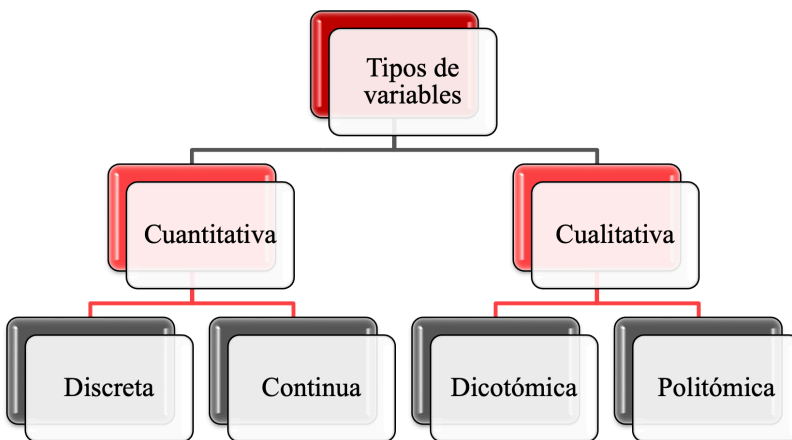 Tipos de
variables
Cuantitativa
Cualitativa
Discreta
Continua
Dicotómica
Politómica